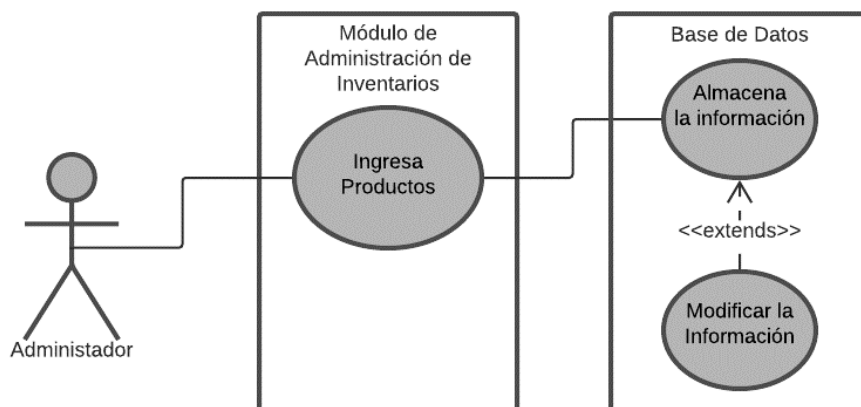 Módulo de
Administración de
Inventarios
Base de Datos
Almacena
la información
Ingresa
Productos
<<extends>>
Modificar la
Información
Administador